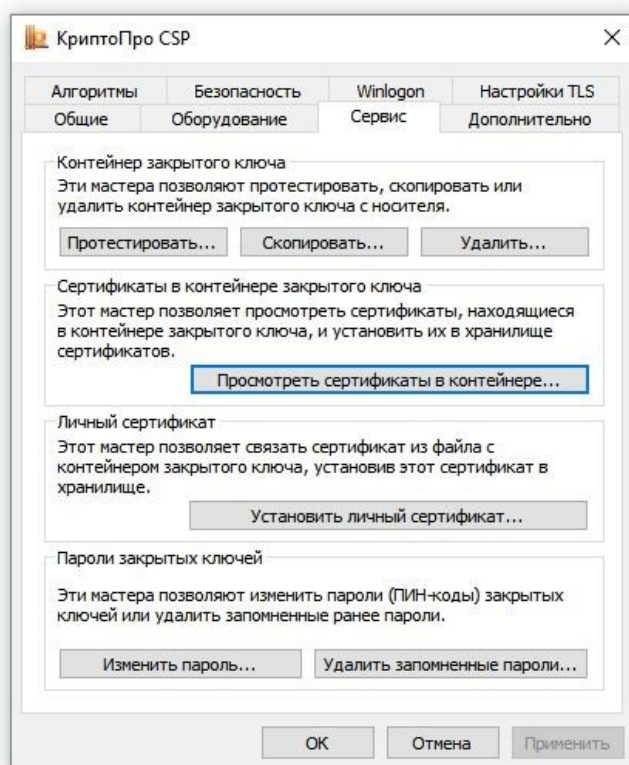 КриптоПро CSP
Алгоритмы Безопасность Winlogon Настройки TLS
Общие Оборудование Сервис Дополнительно
Контейнер закрытого ключа
Эти мастера позволяют протестировать, скопировать или
удалить контейнер закрытого ключа с носителя.
Протестировать... Скопировать... Удалить...
Сертификаты в контейнере закрытого ключа
Этот мастер позволяет просмотреть сертификаты, находящиеся
в контейнере закрытого ключа, и установить их в хранилище
сертификатов.
Просмотреть сертификаты в контейнере...
Личный сертификат
Этот мастер позволяет связать сертификат из файла с
контейнером закрытого ключа, установив этот сертификат в
хранилище.
Установить личный сертификат...
Пароли закрытых ключей
Эти мастера позволяют изменить пароли (ПИН-коды) закрытых
ключей или удалить запомненные ранее пароли.
Изменить пароль... Удалить запомненные пароли...
ОК Отмена Применить